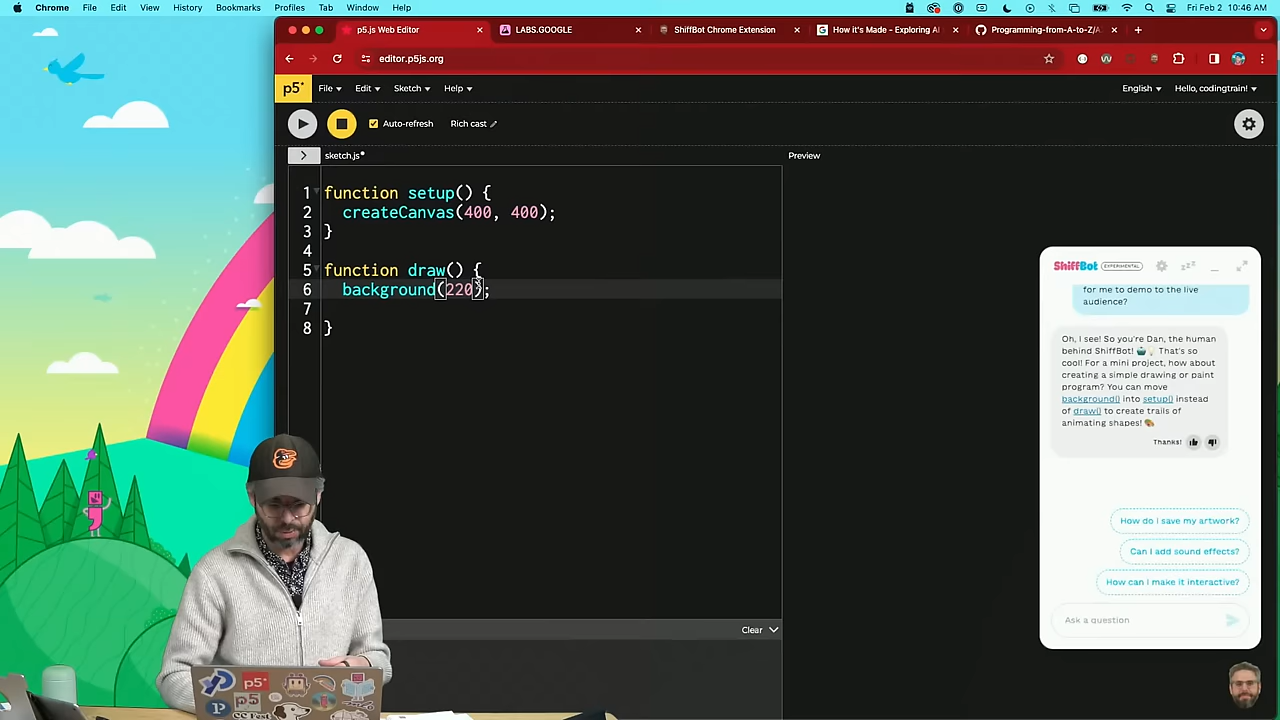 Chrome File Edit View History Bookmarks Profiles Tab Window Help Fri Feb 2 10:46 AM
p5.js Web Editor LABS.GOOGLE ShiffBot Chrome Extension How it's Made - Exploring AI Programming-from-A-to-Z/A
editor.p5js.org
p5* File Edit Sketch Help English Hello, codingtrain!
Auto-refresh Rich cast
sketch.js*
Preview
1 function setup() {
2 createCanvas(400, 400);
3 }
4
5 function draw() {
6 background(220);
7
8 }
ShiffBot EXPERIMENTAL
for me to demo to the live
audience?
Oh, I see! So you're Dan, the human
behind ShiffBot! That's so
cool! For a mini project, how about
creating a simple drawing or paint
program? You can move
background() into setup() instead
of draw() to create trails of
animating shapes!
Thanks!
How do I save my artwork?
Can I add sound effects?
How can I make it interactive?
Ask a question
Clear
p5*
p5
CC Fest